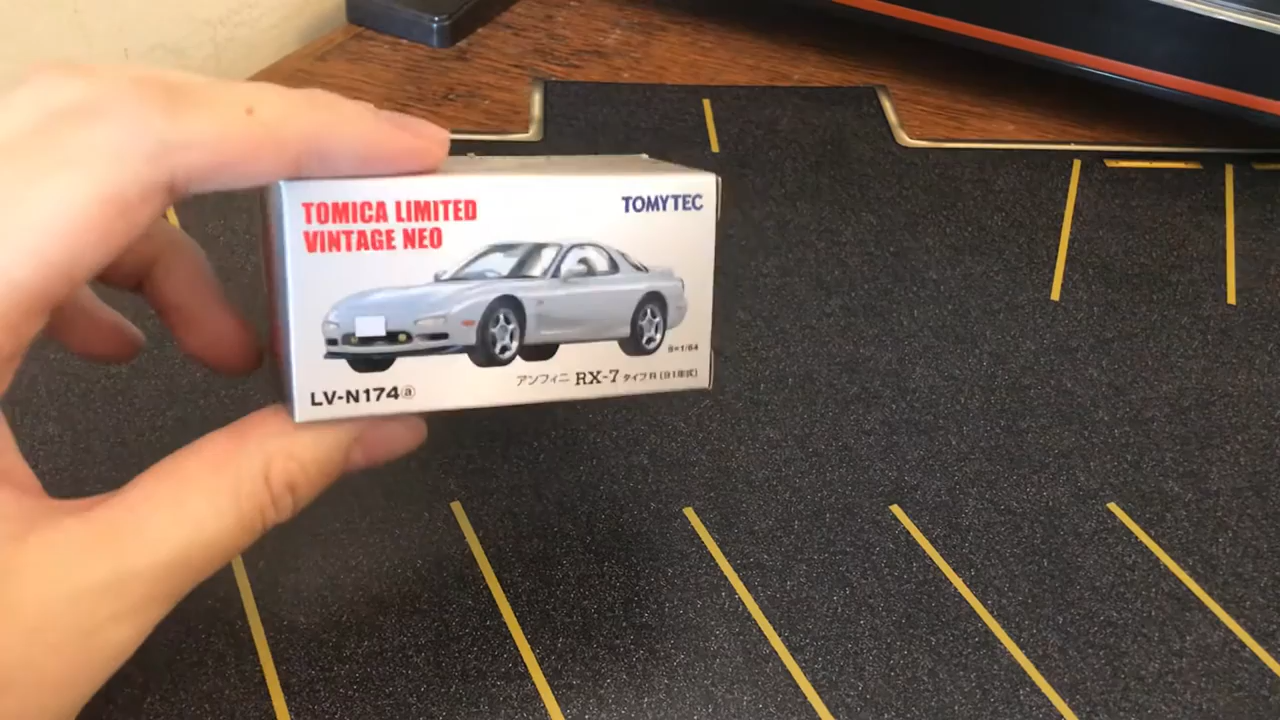 TOMICA LIMITED
VINTAGE NEO
TOMYTEC
S=1/64
アンフィニ RX-7 タイプR (91年式)
LV-N174ⓐ